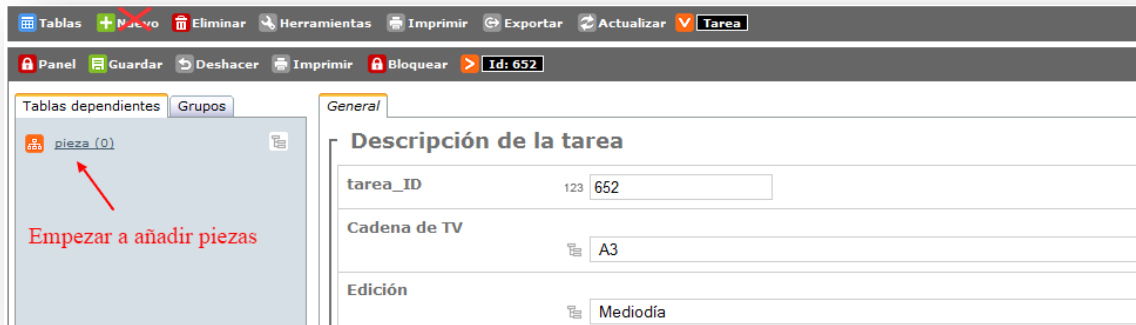 Tablas Nuevo Eliminar Herramientas Imprimir Exportar Actualizar Tarea
Panel Guardar Deshacer Imprimir Bloquear Id: 652
Tablas dependientes Grupos General
pieza (0)
Descripción de la tarea
tarea_ID 123 652
Cadena de TV
A3
Empezar a añadir piezas
Edición
Mediodía